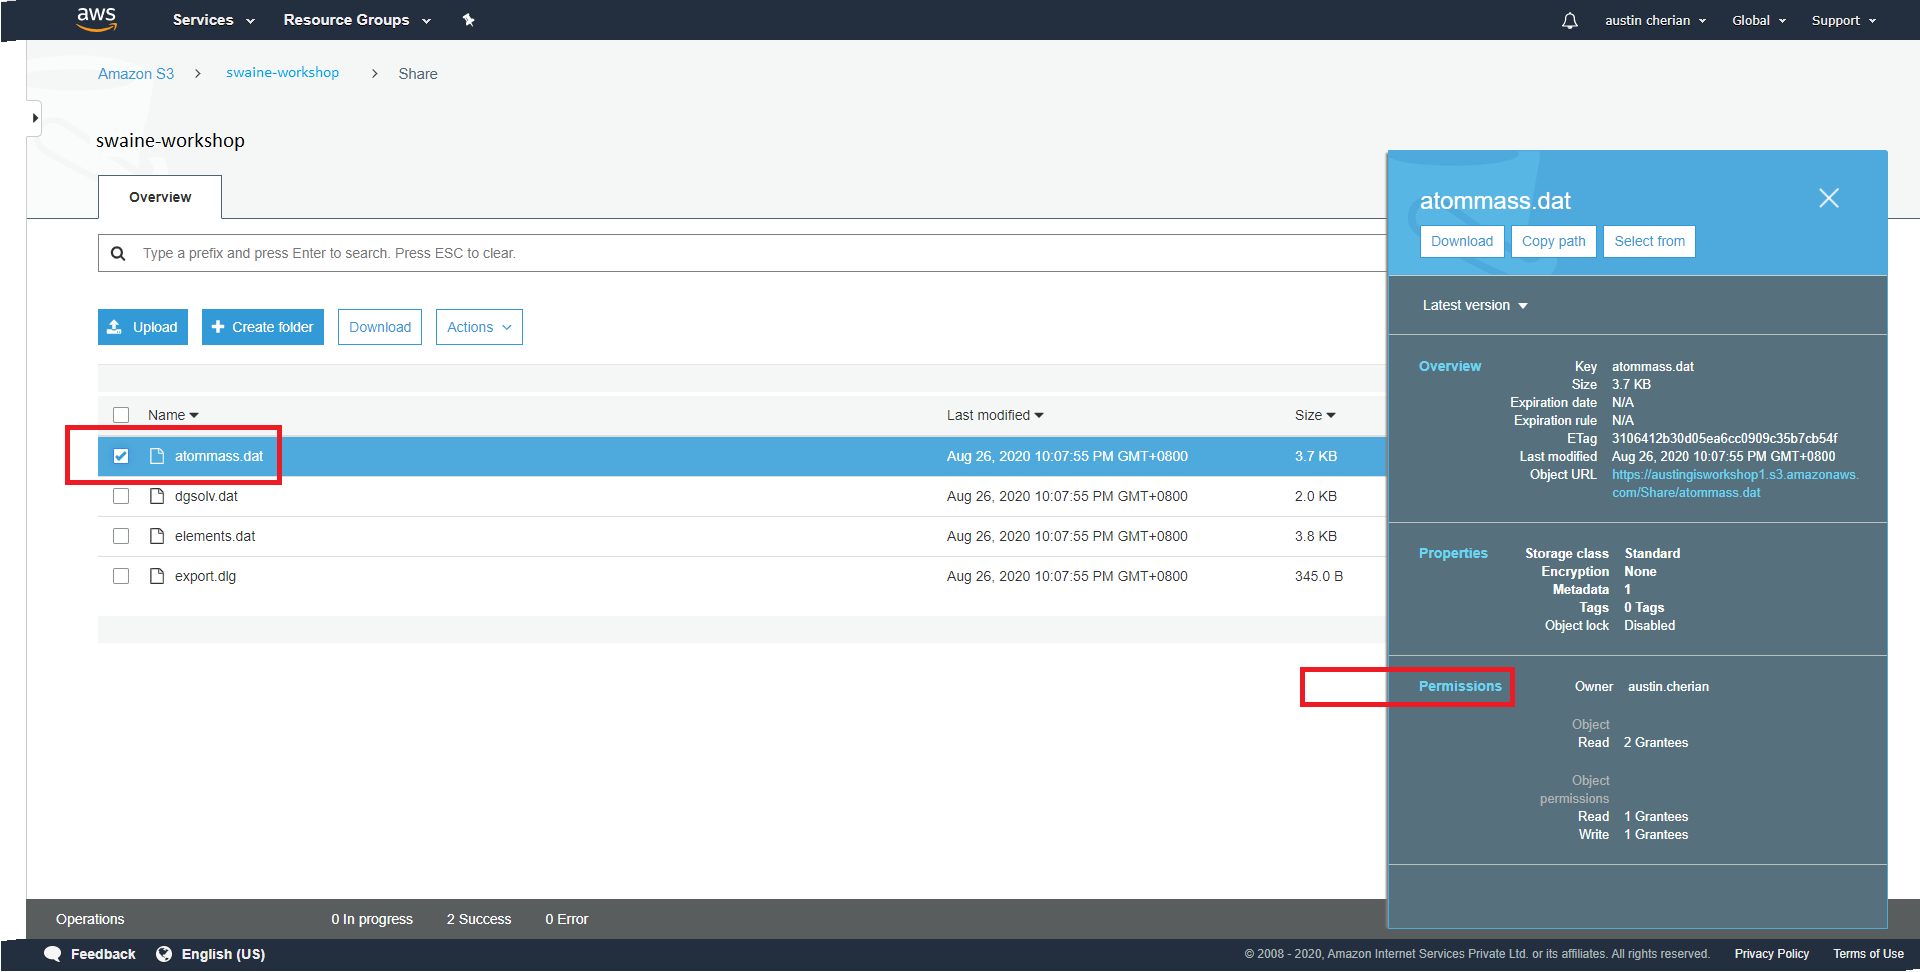 aws Services Resource Groups austin cherian Global Support
Amazon S3 > swaine-workshop > Share
swaine-workshop
Overview
Type a prefix and press Enter to search. Press ESC to clear.
Upload Create folder Download Actions
Name Last modified Size
atommass.dat Aug 26, 2020 10:07:55 PM GMT+0800 3.7 KB
dgsolv.dat Aug 26, 2020 10:07:55 PM GMT+0800 2.0 KB
elements.dat Aug 26, 2020 10:07:55 PM GMT+0800 3.8 KB
export.dlg Aug 26, 2020 10:07:55 PM GMT+0800 345.0 B
atommass.dat
Download Copy path Select from
Latest version
Overview Key atommass.dat
Size 3.7 KB
Expiration date N/A
Expiration rule N/A
ETag 3106412b30d05ea6cc0909c35b7cb54f
Last modified Aug 26, 2020 10:07:55 PM GMT+0800
Object URL https://austingisworkshop1.s3.amazonaws.
com/Share/atommass.dat
Properties Storage class Standard
Encryption None
Metadata 1
Tags 0 Tags
Object lock Disabled
Permissions Owner austin.cherian
Object
Read 2 Grantees
Object
permissions
Read 1 Grantees
Write 1 Grantees
Operations 0 In progress 2 Success 0 Error
Feedback English (US) © 2008 - 2020, Amazon Internet Services Private Ltd. or its affiliates. All rights reserved. Privacy Policy Terms of Use